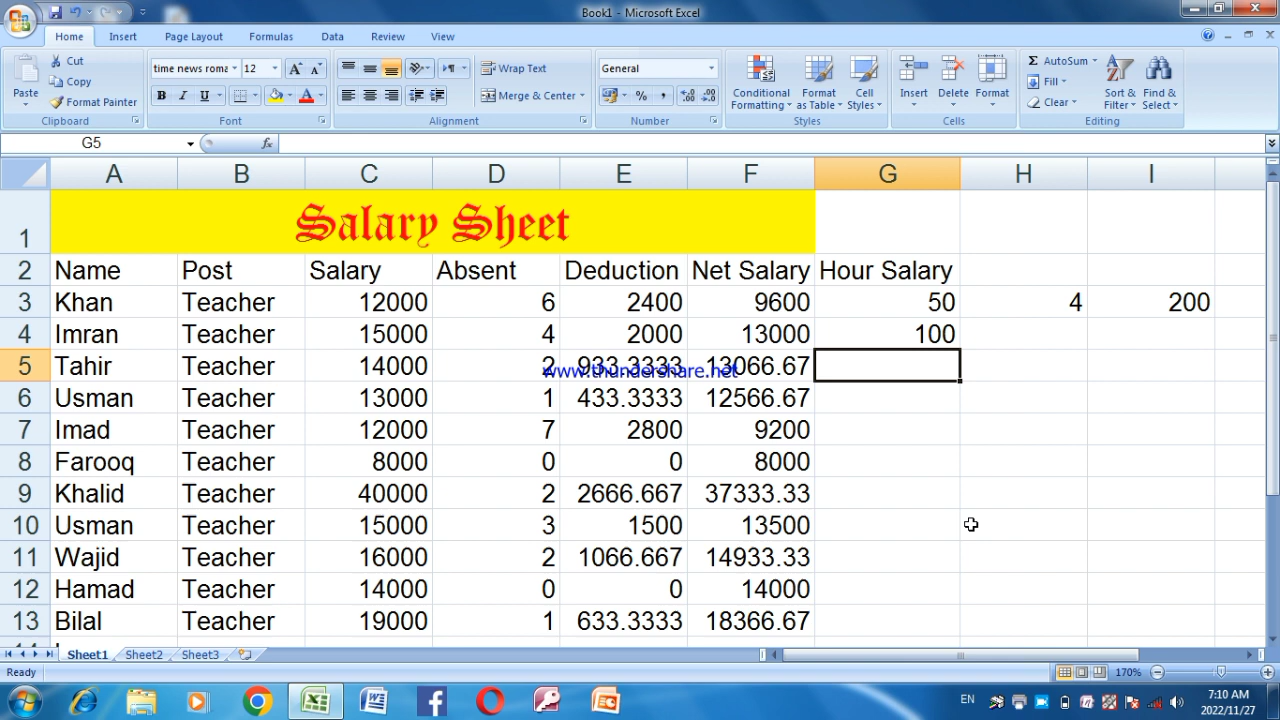 Book1 - Microsoft Excel
Home Insert Page Layout Formulas Data Review View
Paste
Cut
Copy
Format Painter
Clipboard
time news roma 12 A A
B I U A
Font
Wrap Text
Merge & Center
Alignment
General
% ,
Number
Conditional Formatting
Format as Table
Cell Styles
Styles
Insert Delete Format
Cells
Σ AutoSum
Fill
Clear
Sort & Filter
Find & Select
Editing
G5 fx
A B C D E F G H I
1 Salary Sheet
2 Name Post Salary Absent Deduction Net Salary Hour Salary
3 Khan Teacher 12000 6 2400 9600 50 4 200
4 Imran Teacher 15000 4 2000 13000 100
5 Tahir Teacher 14000 2 933.3333 13066.67
www.thundershare.net
6 Usman Teacher 13000 1 433.3333 12566.67
7 Imad Teacher 12000 7 2800 9200
8 Farooq Teacher 8000 0 0 8000
9 Khalid Teacher 40000 2 2666.667 37333.33
10 Usman Teacher 15000 3 1500 13500
11 Wajid Teacher 16000 2 1066.667 14933.33
12 Hamad Teacher 14000 0 0 14000
13 Bilal Teacher 19000 1 633.3333 18366.67
Sheet1 Sheet2 Sheet3
Ready 170%
EN 7:10 AM
2022/11/27